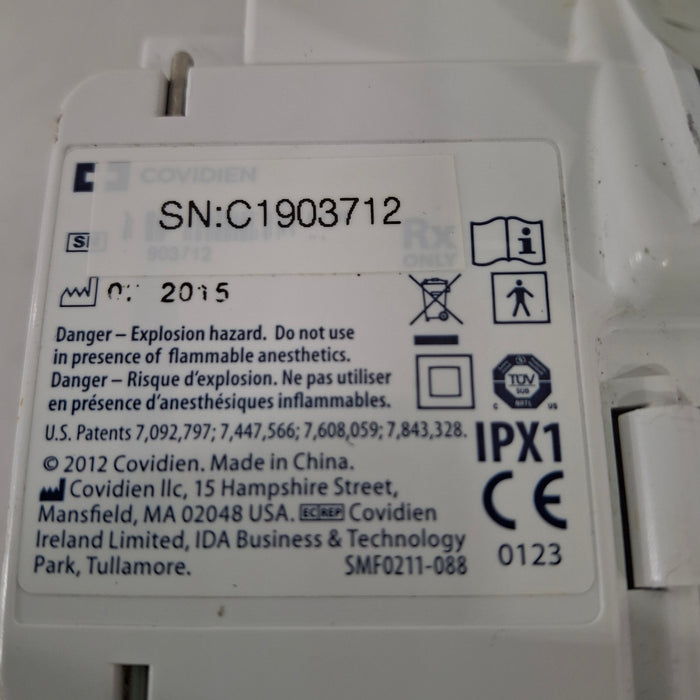 COVIDIEN
SN:C1903712
Rx
ONLY
903712
2015
Danger – Explosion hazard. Do not use
in presence of flammable anesthetics.
Danger – Risque d'explosion. Ne pas utiliser
en présence d'anesthésiques inflammables.
U.S. Patents 7,092,797; 7,447,566; 7,608,059; 7,843,328.
© 2012 Covidien. Made in China.
Covidien llc, 15 Hampshire Street,
Mansfield, MA 02048 USA. EC REP Covidien
Ireland Limited, IDA Business & Technology
Park, Tullamore.
SMF0211-088
TÜV
SUD
NRTL
C US
IPX1
CE
0123